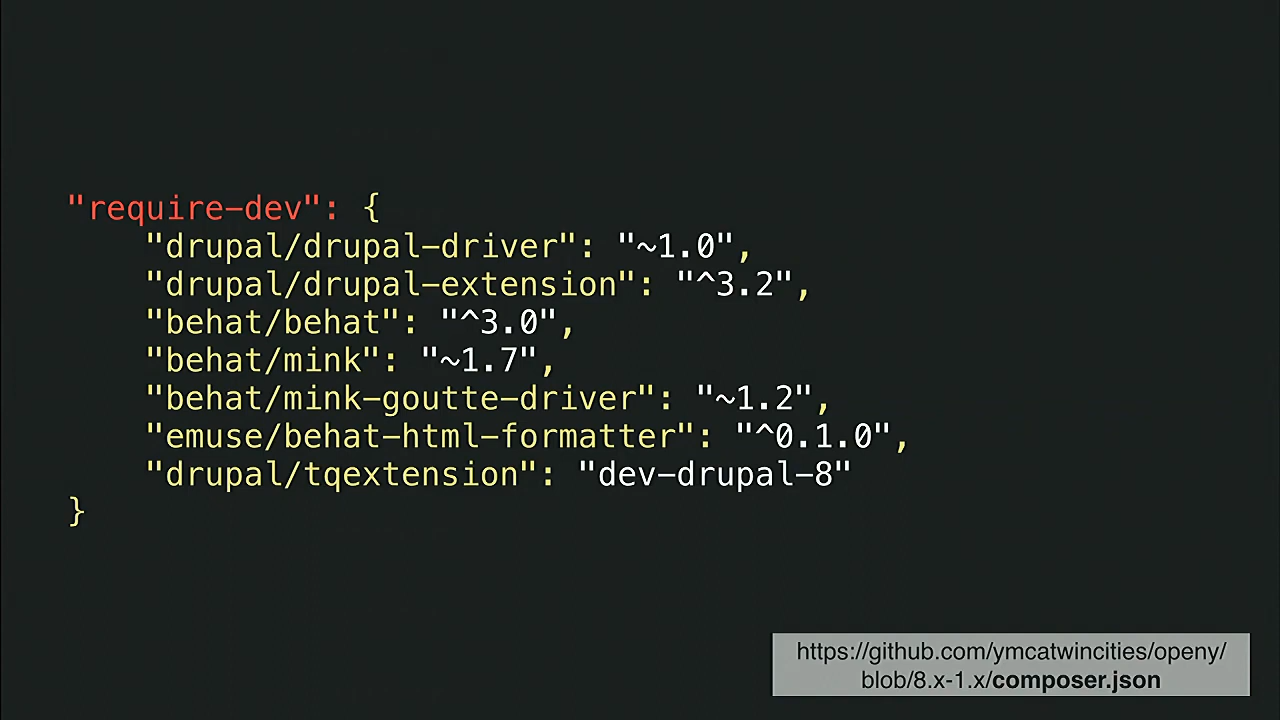 "require-dev": {
"drupal/drupal-driver": "~1.0",
"drupal/drupal-extension": "^3.2",
"behat/behat": "^3.0",
"behat/mink": "~1.7",
"behat/mink-goutte-driver": "~1.2",
"emuse/behat-html-formatter": "^0.1.0",
"drupal/tqextension": "dev-drupal-8"
}
https://github.com/ymcatwincities/openy/
blob/8.x-1.x/composer.json